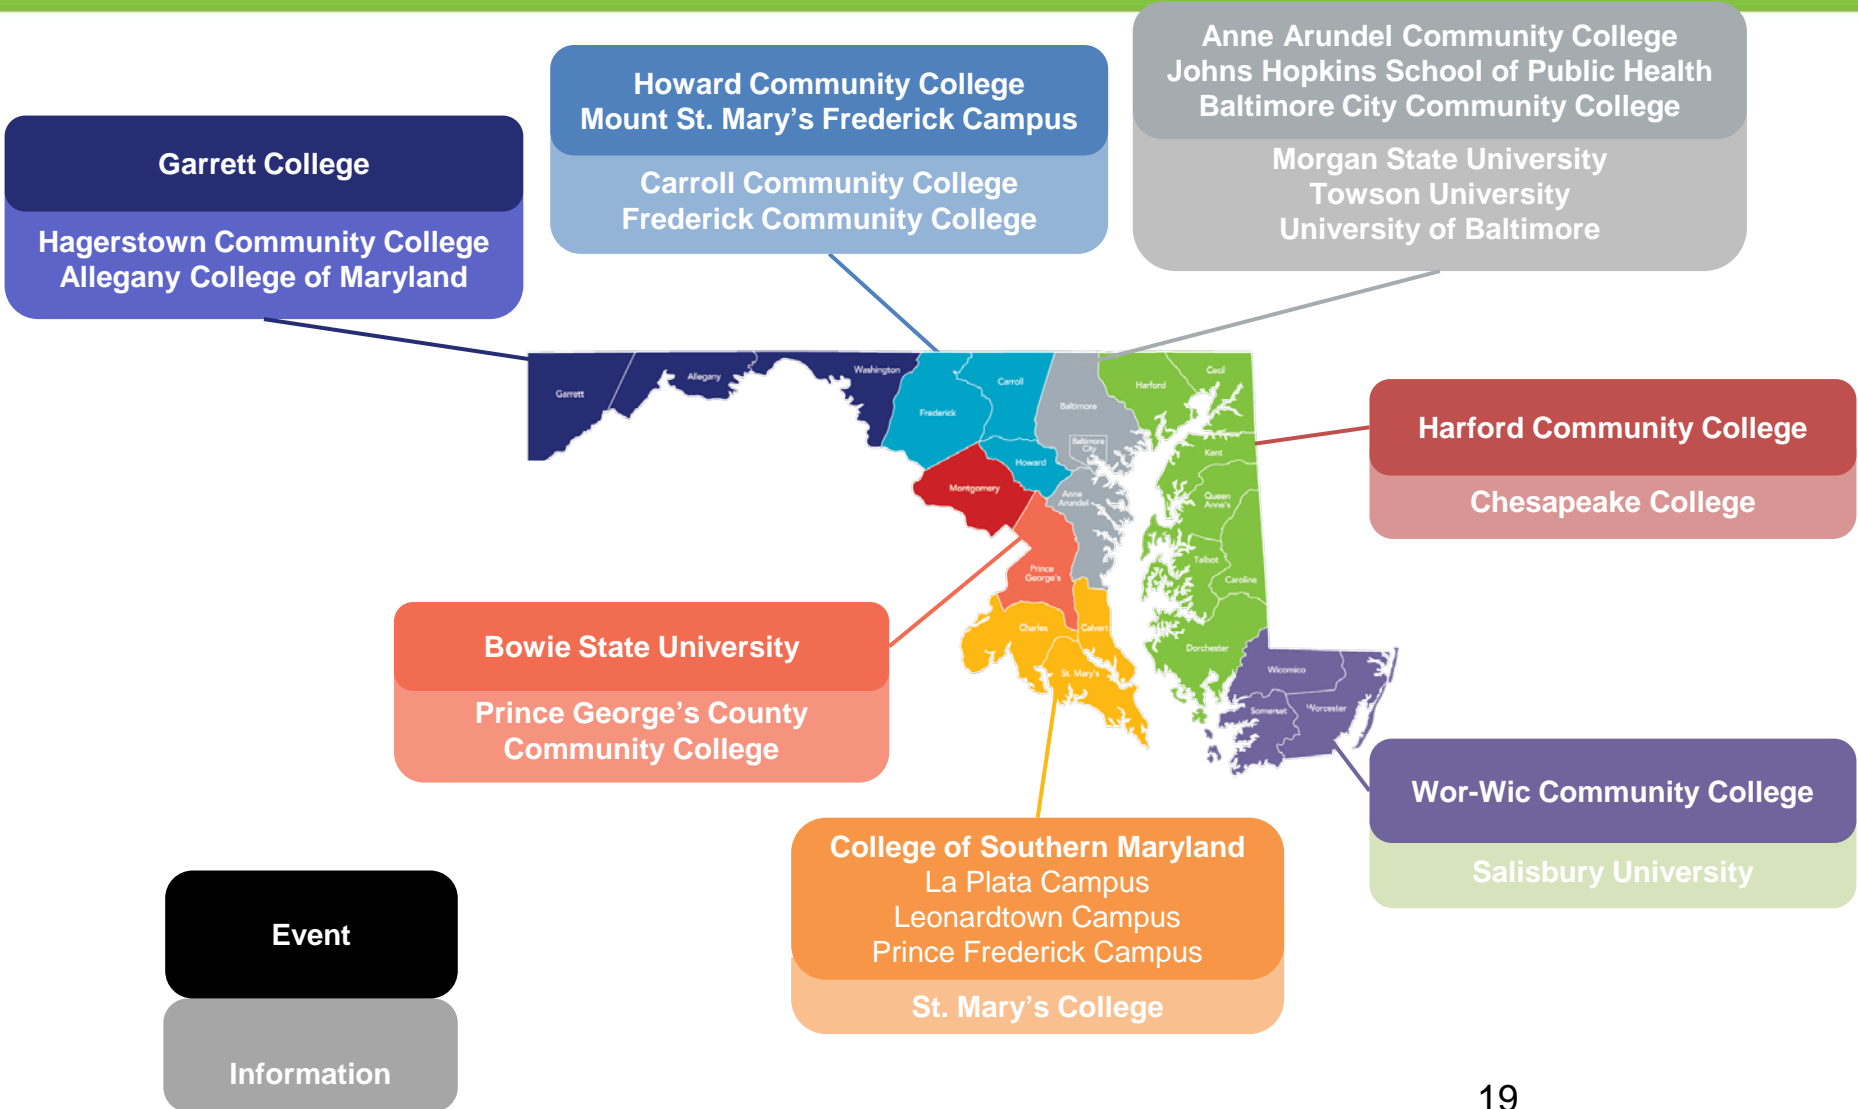 Anne Arundel Community College
Johns Hopkins School of Public Health
Baltimore City Community College
Morgan State University
Towson University
University of Baltimore
Howard Community College
Mount St. Mary’s Frederick Campus
Carroll Community College
Frederick Community College
Garrett College
Hagerstown Community College
Allegany College of Maryland
Garrett
Allegany
Washington
Frederick
Carroll
Baltimore
Baltimore
City
Harford
Cecil
Howard
Montgomery
Anne
Arundel
Kent
Queen
Anne's
Talbot
Caroline
Prince
George's
Charles
Calvert
St. Mary's
Dorchester
Wicomico
Somerset
Worcester
Harford Community College
Chesapeake College
Bowie State University
Prince George’s County
Community College
Wor-Wic Community College
Salisbury University
College of Southern Maryland
La Plata Campus
Leonardtown Campus
Prince Frederick Campus
St. Mary’s College
Event
Information
19